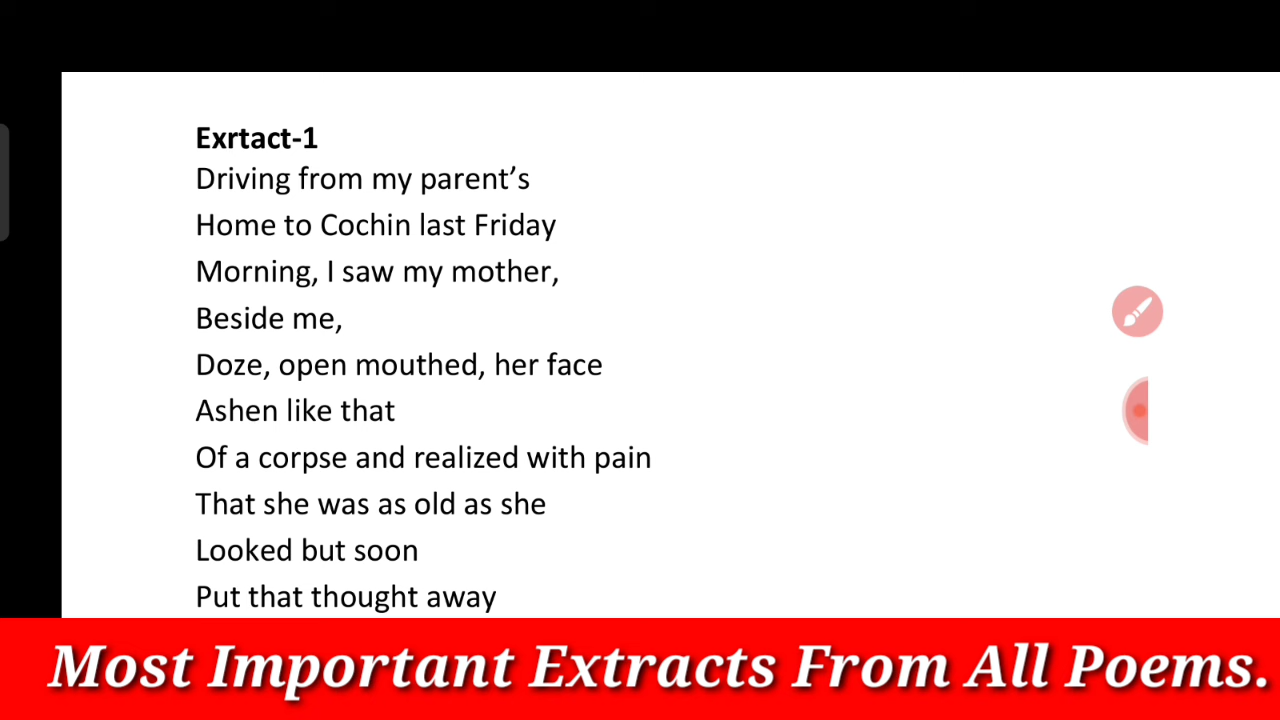 Exrtact-1
Driving from my parent’s
Home to Cochin last Friday
Morning, I saw my mother,
Beside me,
Doze, open mouthed, her face
Ashen like that
Of a corpse and realized with pain
That she was as old as she
Looked but soon
Put that thought away
Most Important Extracts From All Poems.